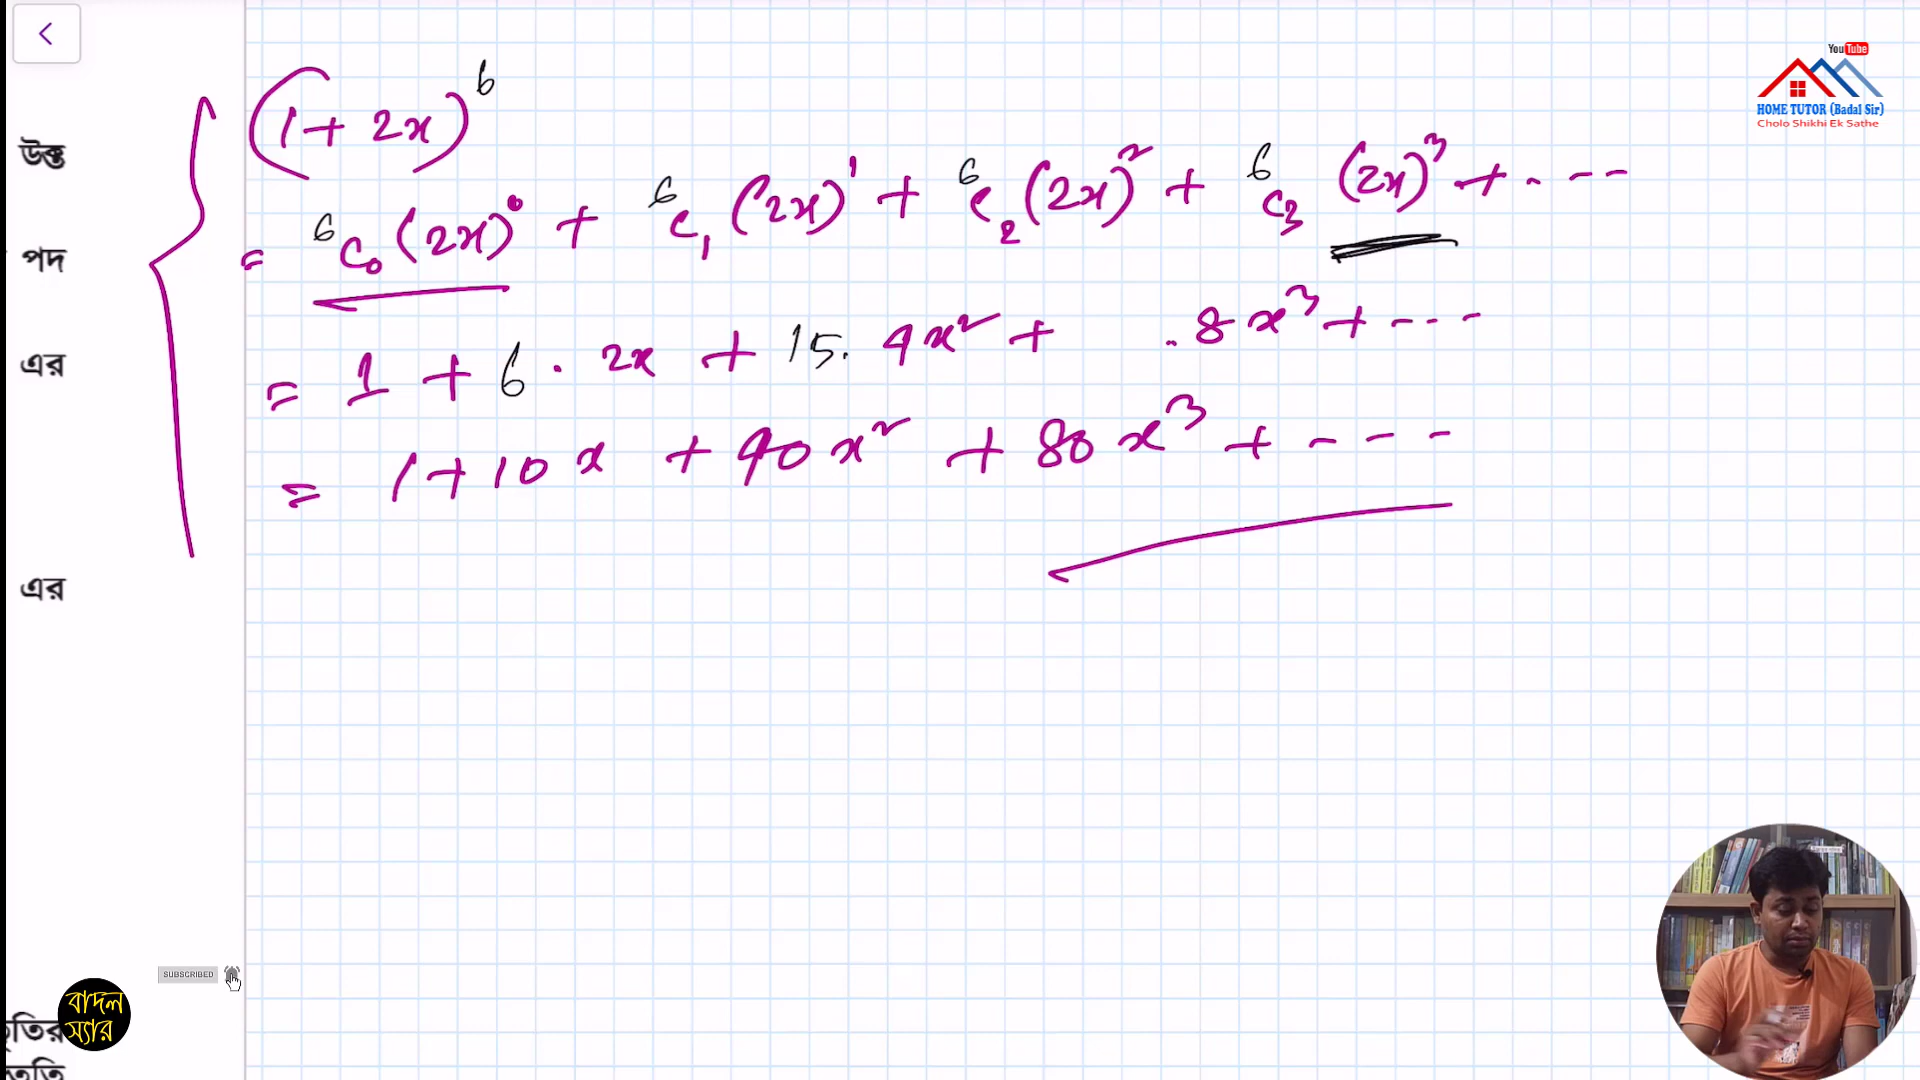 <
YouTube
HOME TUTOR (Badal Sir)
Cholo Shikhi Ek Sathe
উক্ত
পদ
এর
এর
(1 + 2x)⁶
= ⁶C₀ (2x)⁰ + ⁶C₁ (2x)¹ + ⁶C₂ (2x)² + ⁶C₃ (2x)³ + ----
= 1 + 6 · 2x + 15. 4x² + . 8x³ + ---
= 1 + 10x + 40x² + 80x³ + ----
SUBSCRIBED
বাদল
স্যার